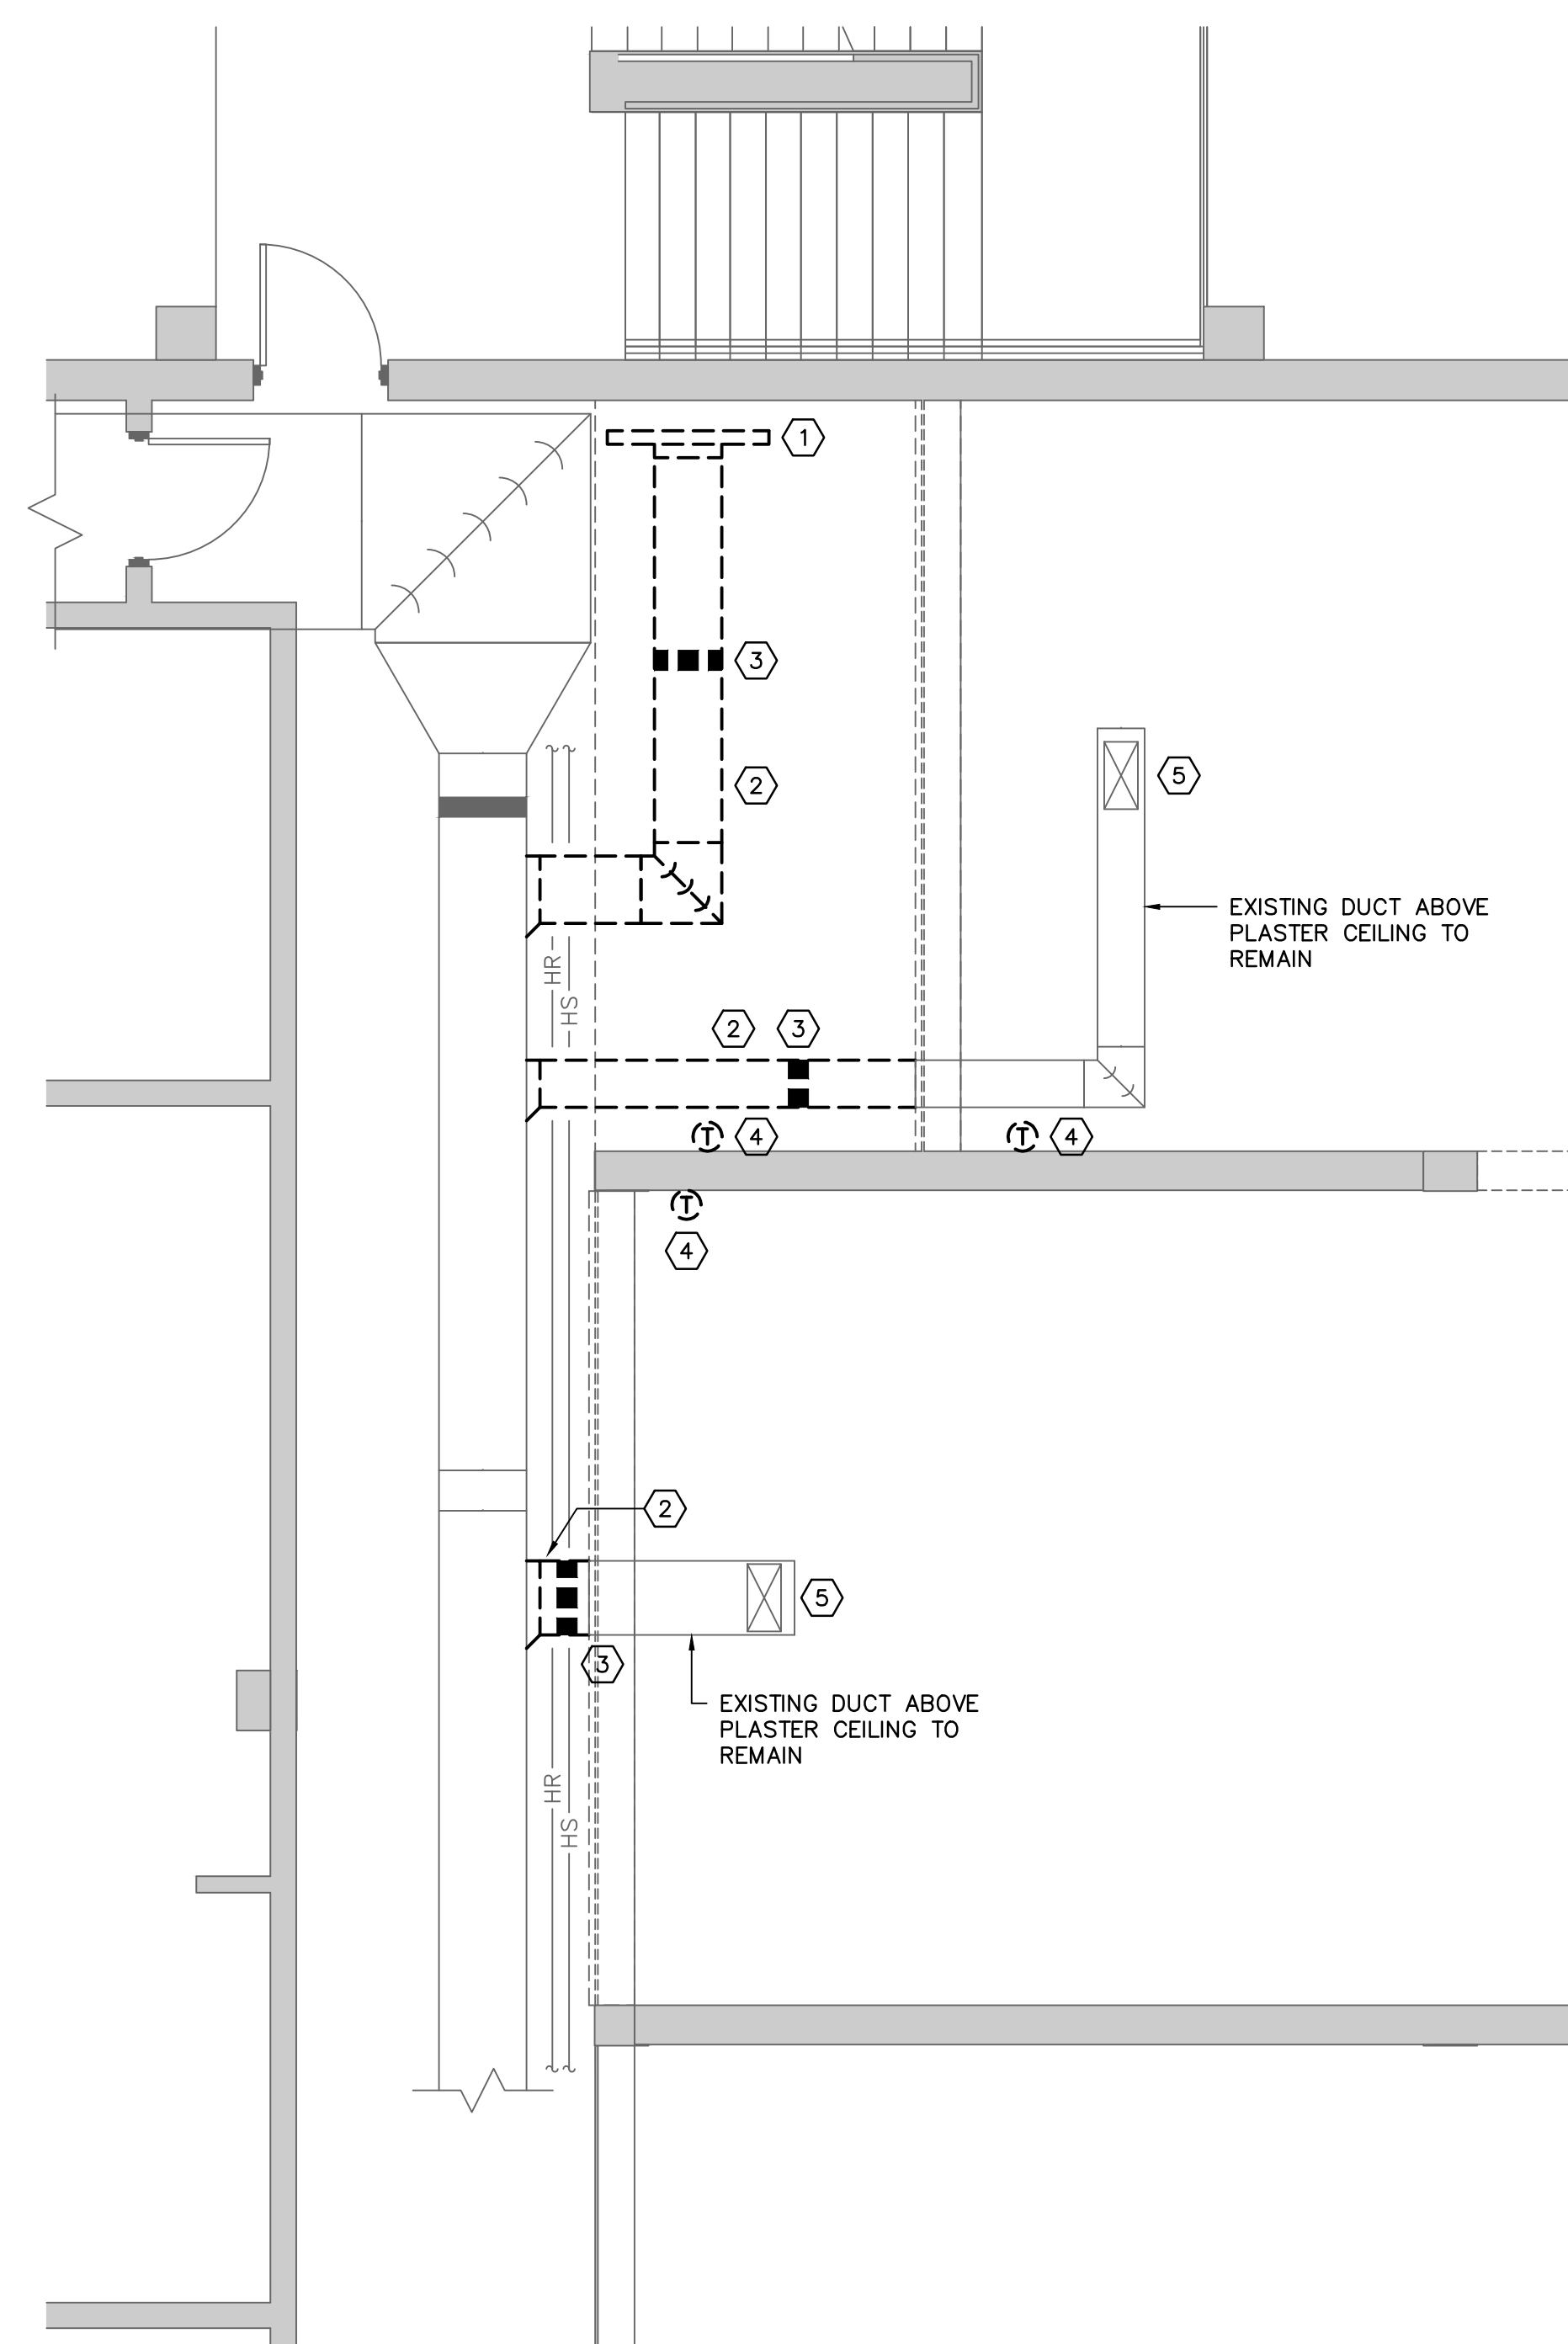 1
3
2
5
EXISTING DUCT ABOVE
PLASTER CEILING TO
REMAIN
HR
HS
2 3
T 4
T 4
T
4
2
5
3
EXISTING DUCT ABOVE
PLASTER CEILING TO
REMAIN
HR
HS